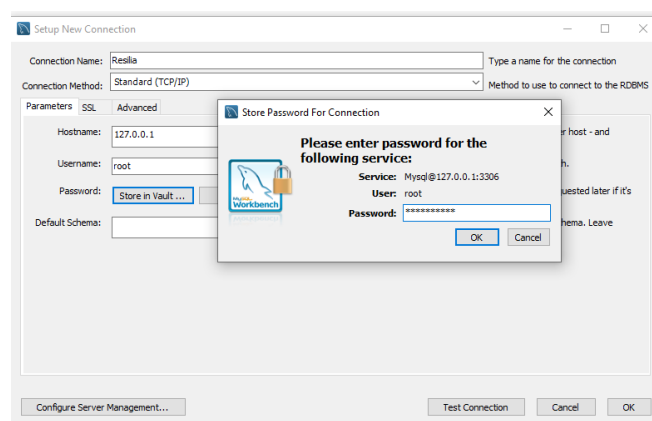 Setup New Connection
Connection Name: Resilia Type a name for the connection
Connection Method: Standard (TCP/IP) Method to use to connect to the RDBMS
Parameters SSL Advanced
Hostname: 127.0.0.1 er host - and
Username: root h.
Password: Store in Vault ... uested later if it's
Default Schema: hema. Leave
Store Password For Connection
Please enter password for the
following service:
Service: Mysql@127.0.0.1:3306
User: root
Password: **********
MySQL
Workbench
OK Cancel
Configure Server Management... Test Connection Cancel OK